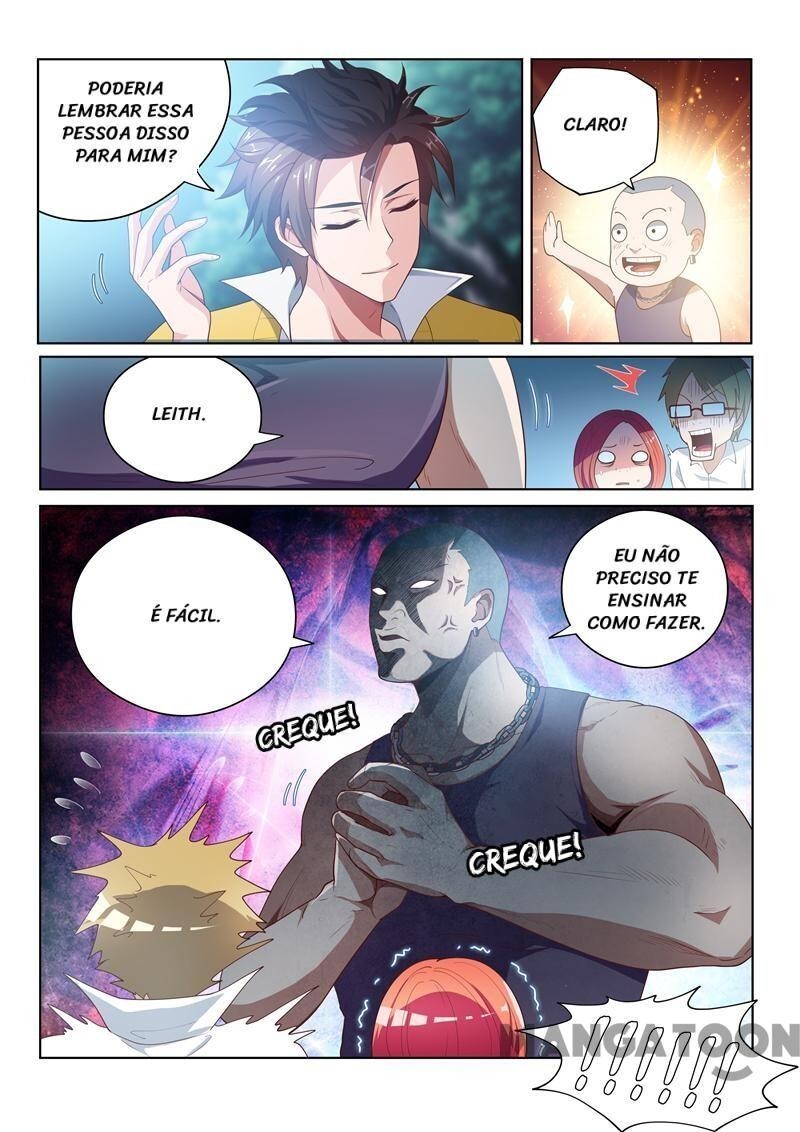 PODERIA
LEMBRAR ESSA
PESSOA DISSO
PARA MIM?
CLARO!
LEITH.
É FÁCIL.
EU NÃO
PRECISO TE
ENSINAR
COMO FAZER.
CREQUE!
CREQUE!
MANGATOON
!!!!!!!